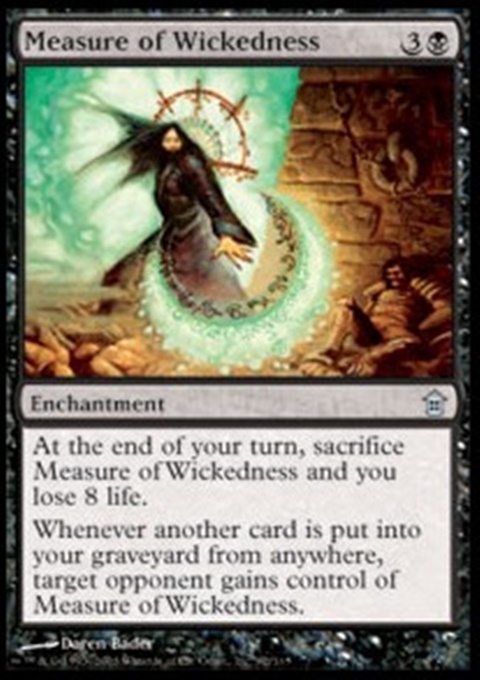 Measure of Wickedness 3
Enchantment
At the end of your turn, sacrifice
Measure of Wickedness and you
lose 8 life.
Whenever another card is put into
your graveyard from anywhere,
target opponent gains control of
Measure of Wickedness.
Daren Bader